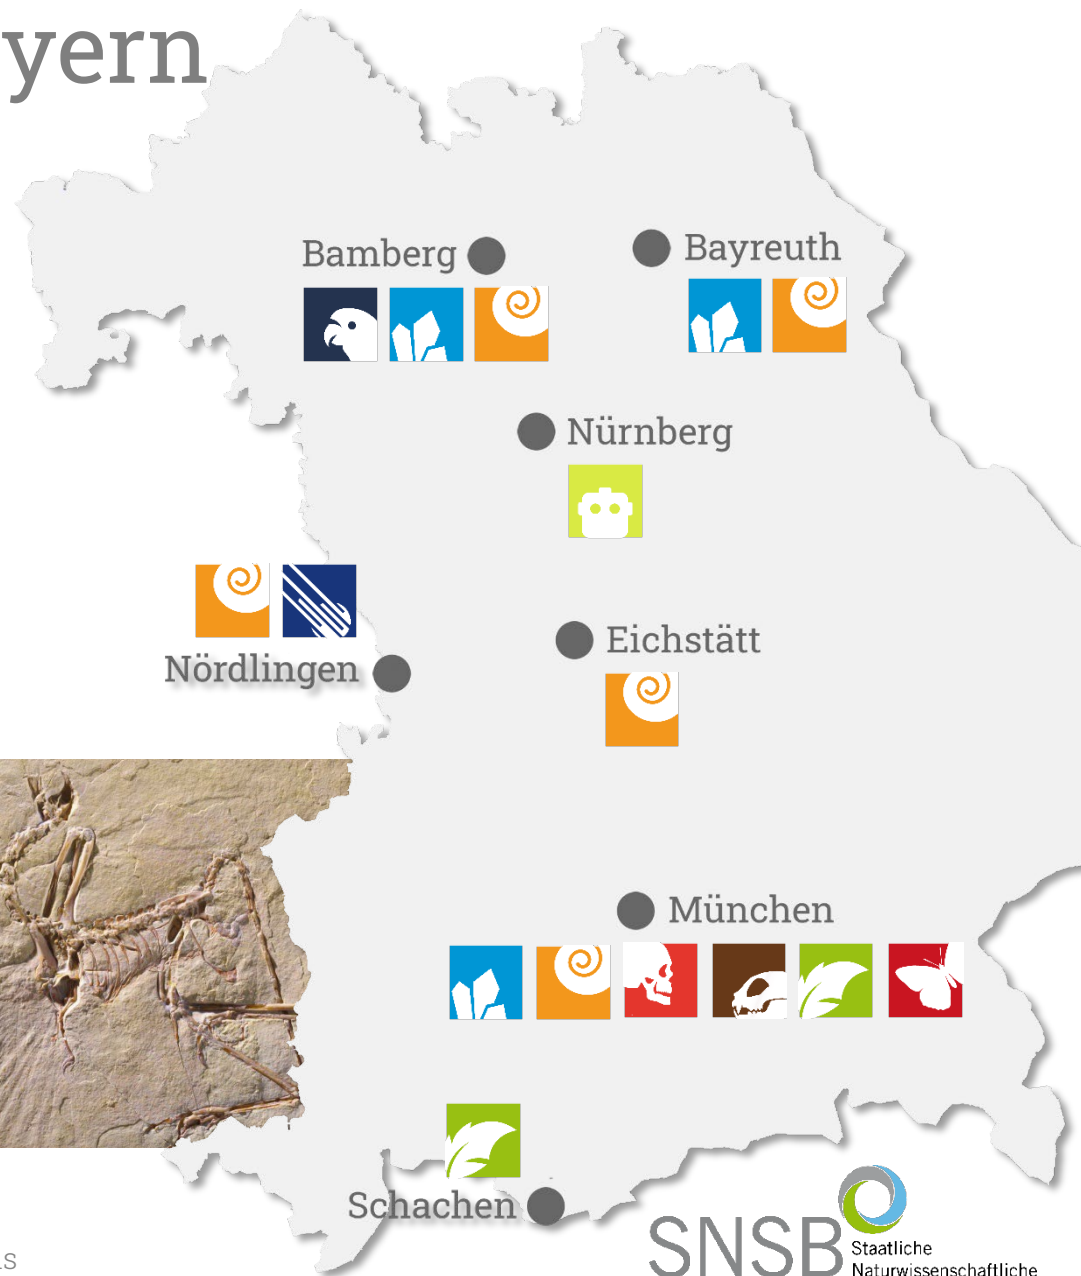 yern
Bamberg
Bayreuth
Nürnberg
Nördlingen
Eichstätt
München
Schachen
SNSB
Staatliche
Naturwissenschaftliche